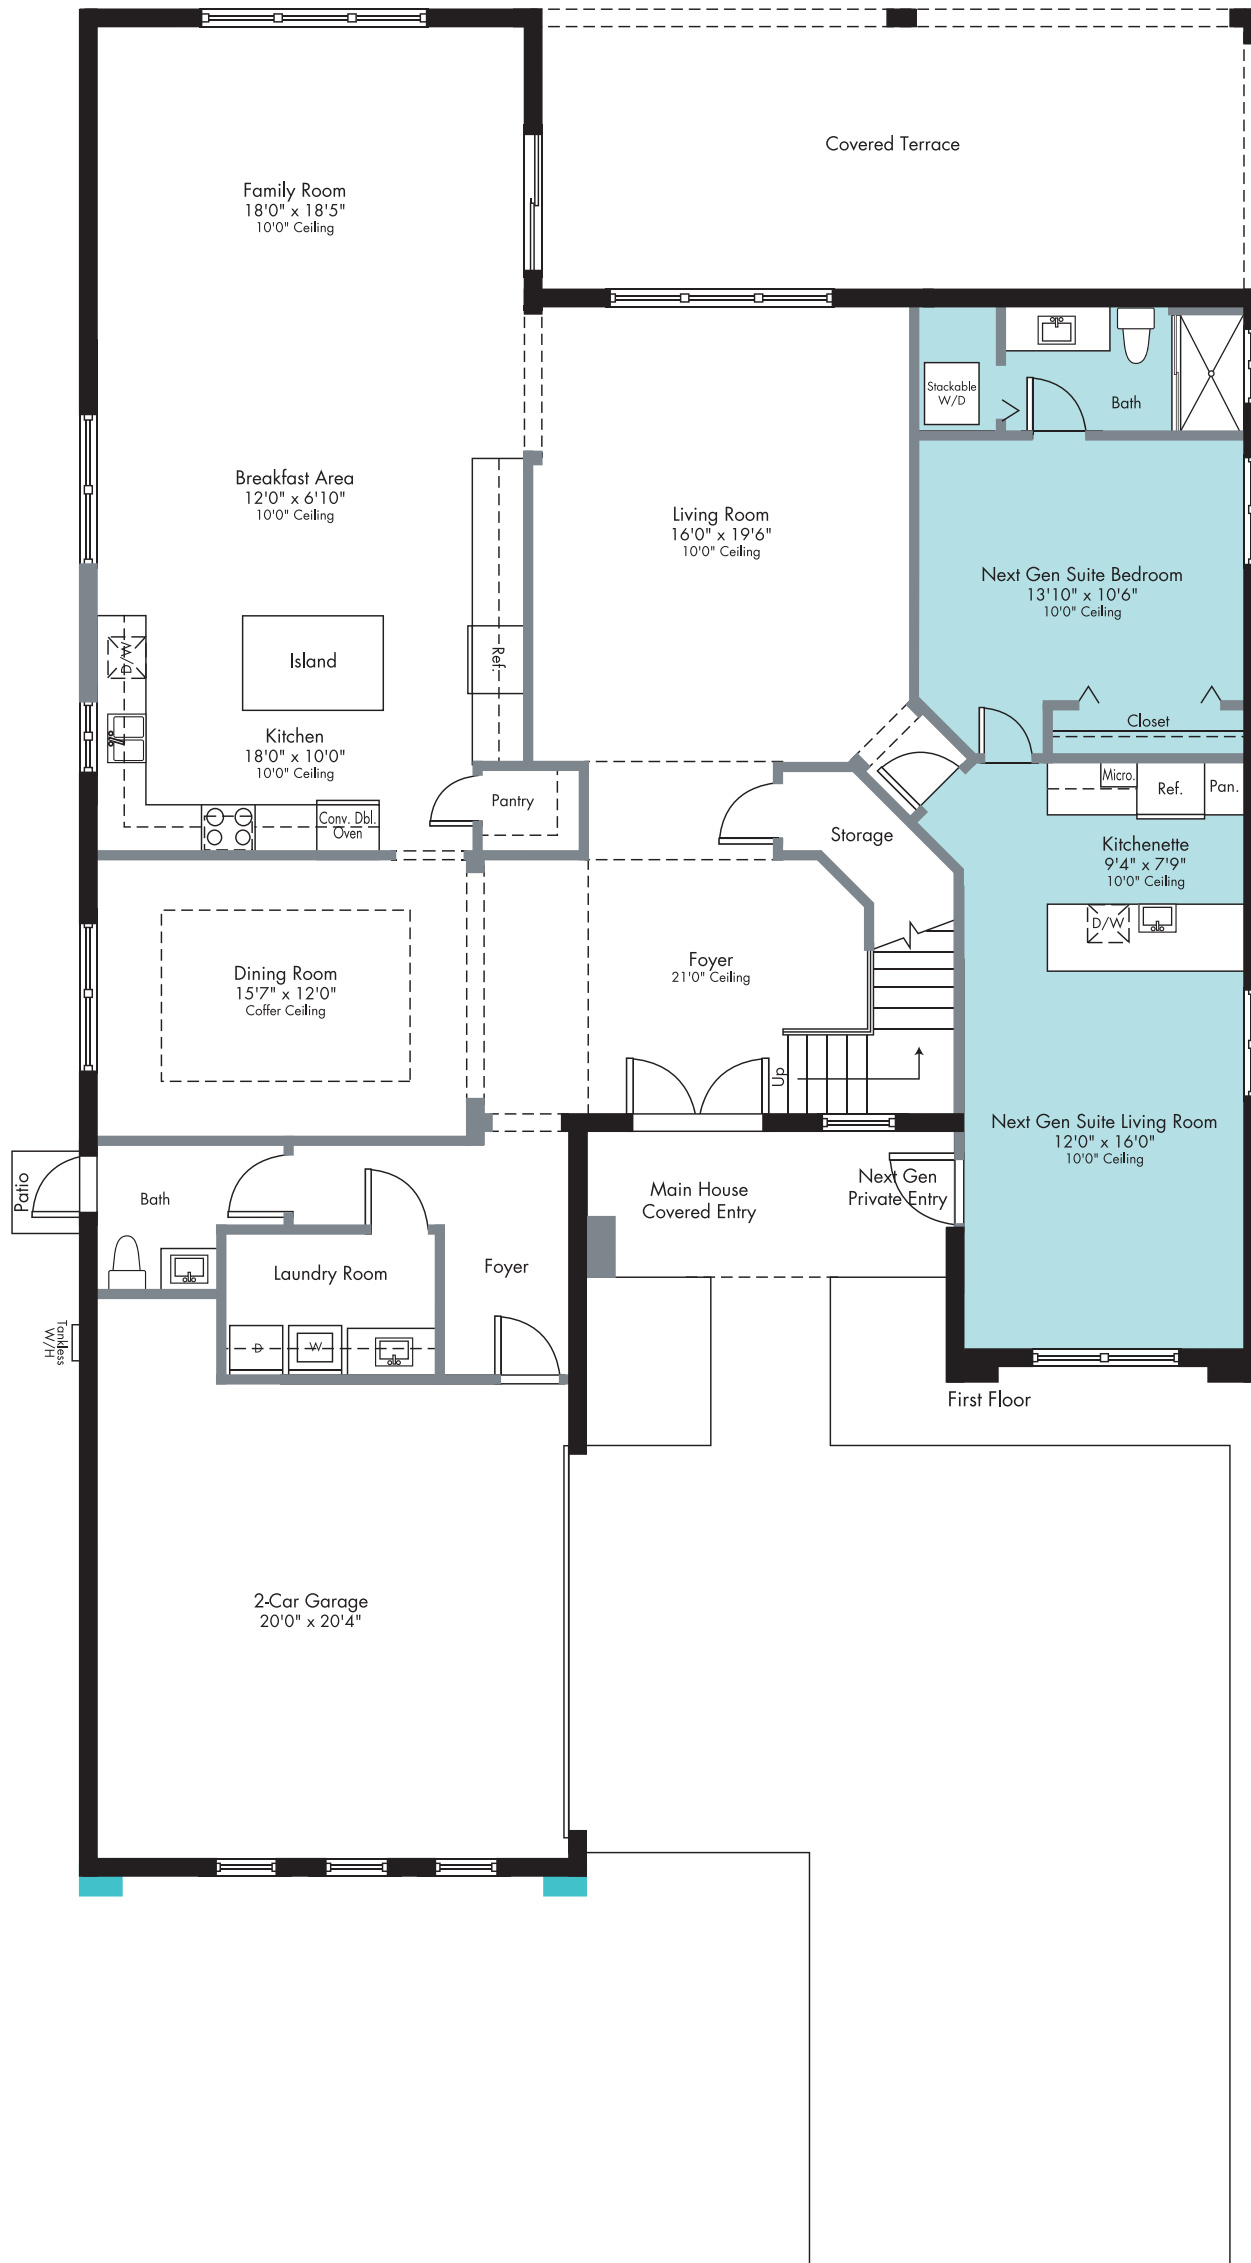 Covered Terrace
Family Room
18'0" x 18'5"
10'0" Ceiling
Stackable
W/D
Bath
Breakfast Area
12'0" x 6'10"
10'0" Ceiling
Living Room
16'0" x 19'6"
10'0" Ceiling
Next Gen Suite Bedroom
13'10" x 10'6"
10'0" Ceiling
W/D
Island
Ref.
Closet
Kitchen
18'0" x 10'0"
10'0" Ceiling
Micro.
Ref.
Pan.
Pantry
Conv. Dbl.
Oven
Storage
Kitchenette
9'4" x 7'9"
10'0" Ceiling
D/W
Dining Room
15'7" x 12'0"
Coffer Ceiling
Foyer
21'0" Ceiling
Up
Next Gen Suite Living Room
12'0" x 16'0"
10'0" Ceiling
Patio
Bath
Main House
Covered Entry
Next Gen
Private Entry
Laundry Room
Foyer
Tankless
W/H
D
W
First Floor
2-Car Garage
20'0" x 20'4"